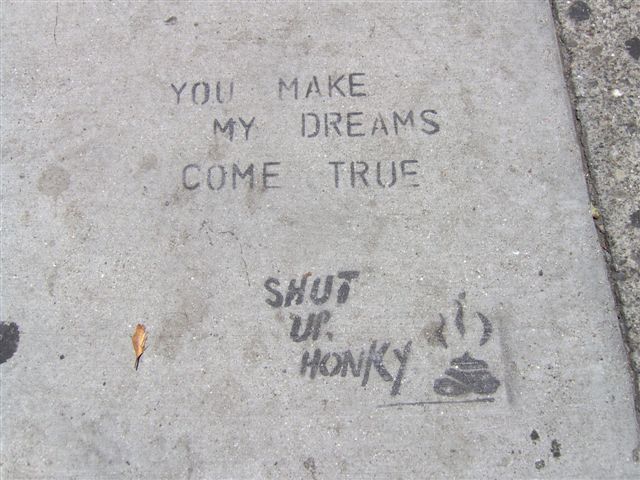 YOU MAKE
MY DREAMS
COME TRUE
SHUT
UP.
HONKY